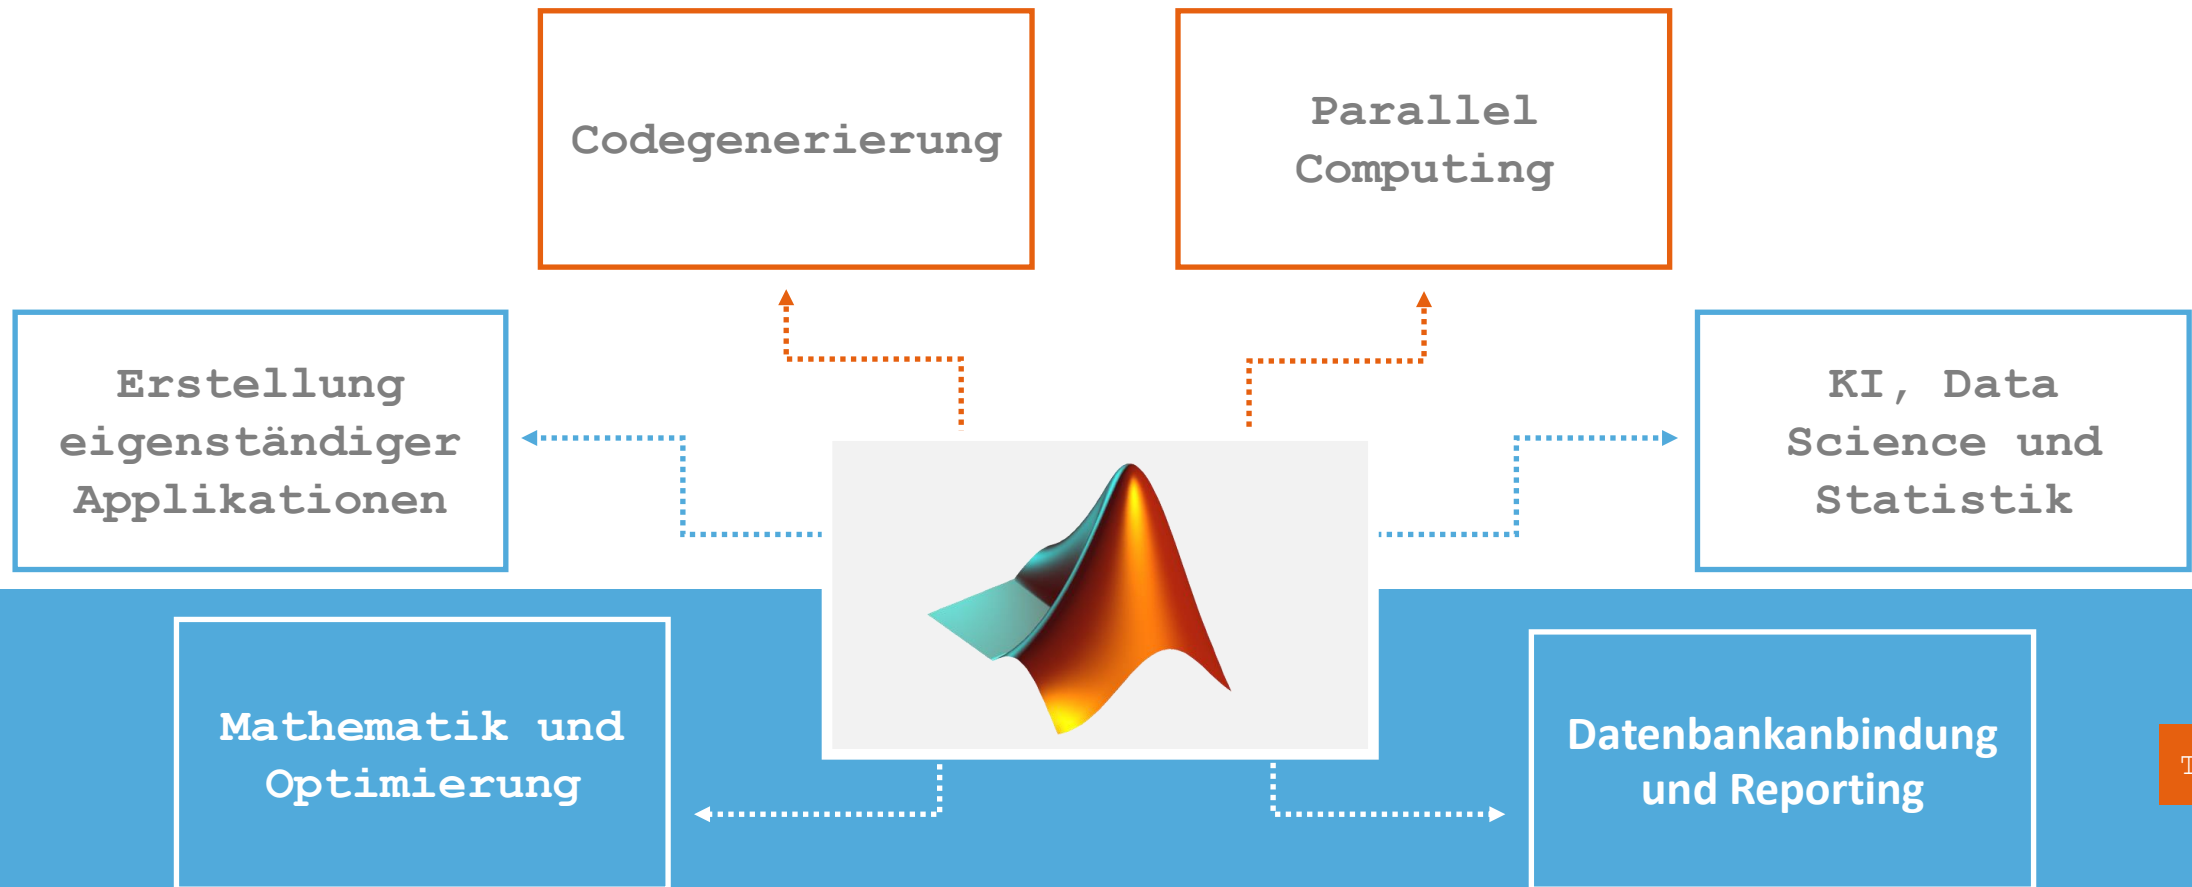 Codegenerierung
Parallel
Computing
Erstellung
eigenständiger
Applikationen
KI, Data
Science und
Statistik
Mathematik und
Optimierung
Datenbankanbindung
und Reporting